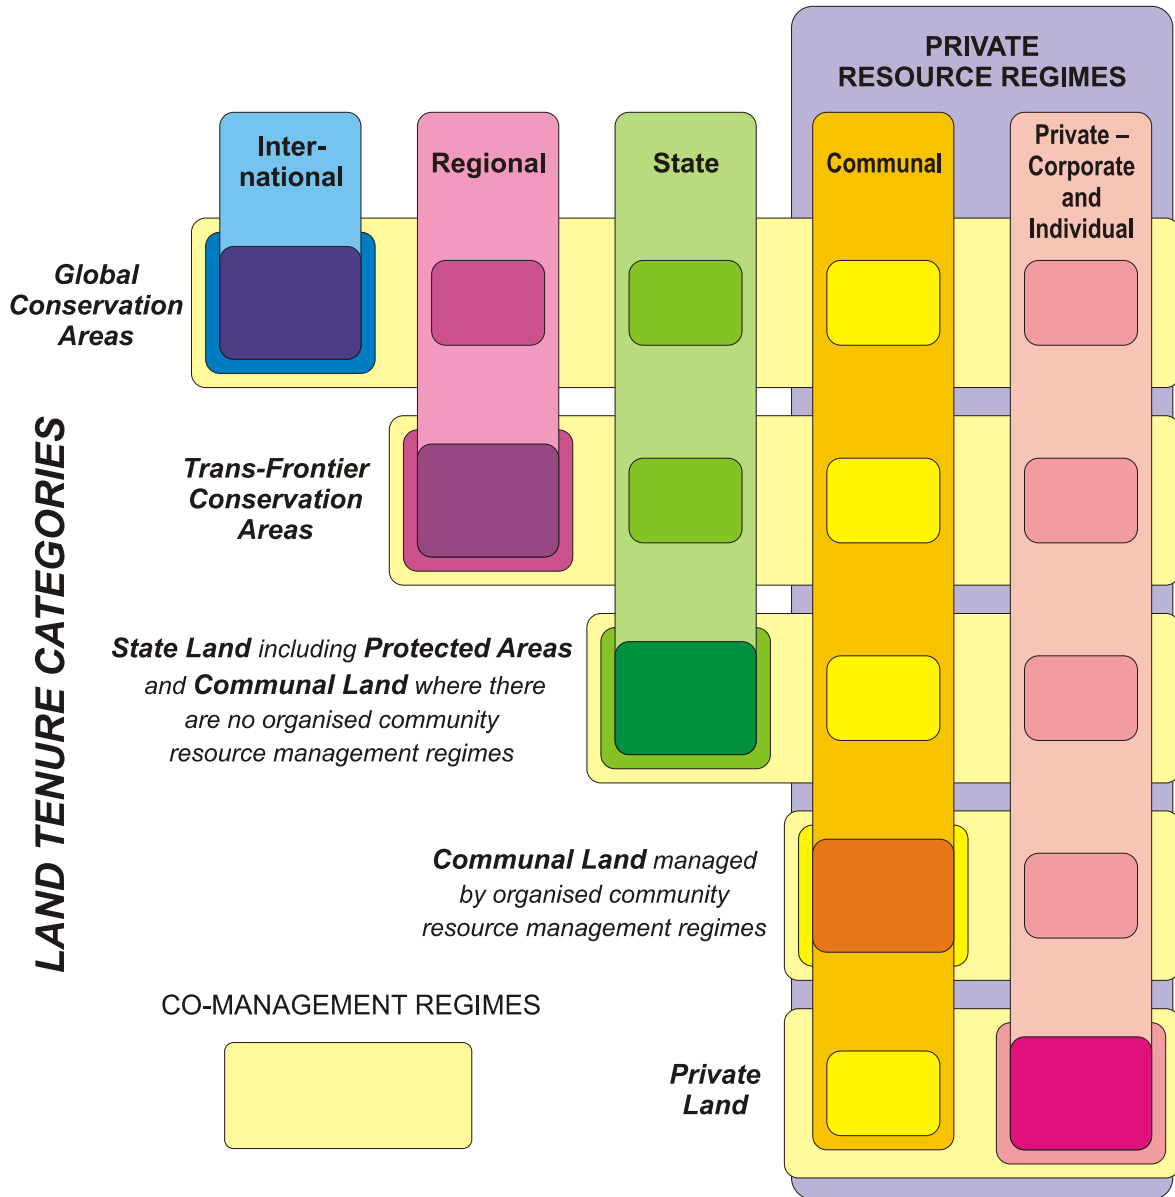 PRIVATE
RESOURCE REGIMES
Inter-
national
Regional
State
Communal
Private –
Corporate
and
Individual
Global
Conservation
Areas
Trans-Frontier
Conservation
Areas
State Land including Protected Areas
and Communal Land where there
are no organised community
resource management regimes
Communal Land managed
by organised community
resource management regimes
Private
Land
LAND TENURE CATEGORIES
CO-MANAGEMENT REGIMES